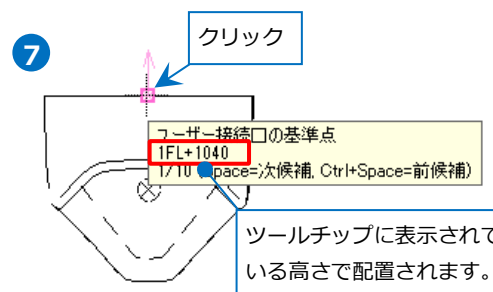 7
クリック
ユーザー接続口の基準点
1FL+1040
1/10 (Space=次候補, Ctrl+Space=前候補)
ツールチップに表示されて
いる高さで配置されます。